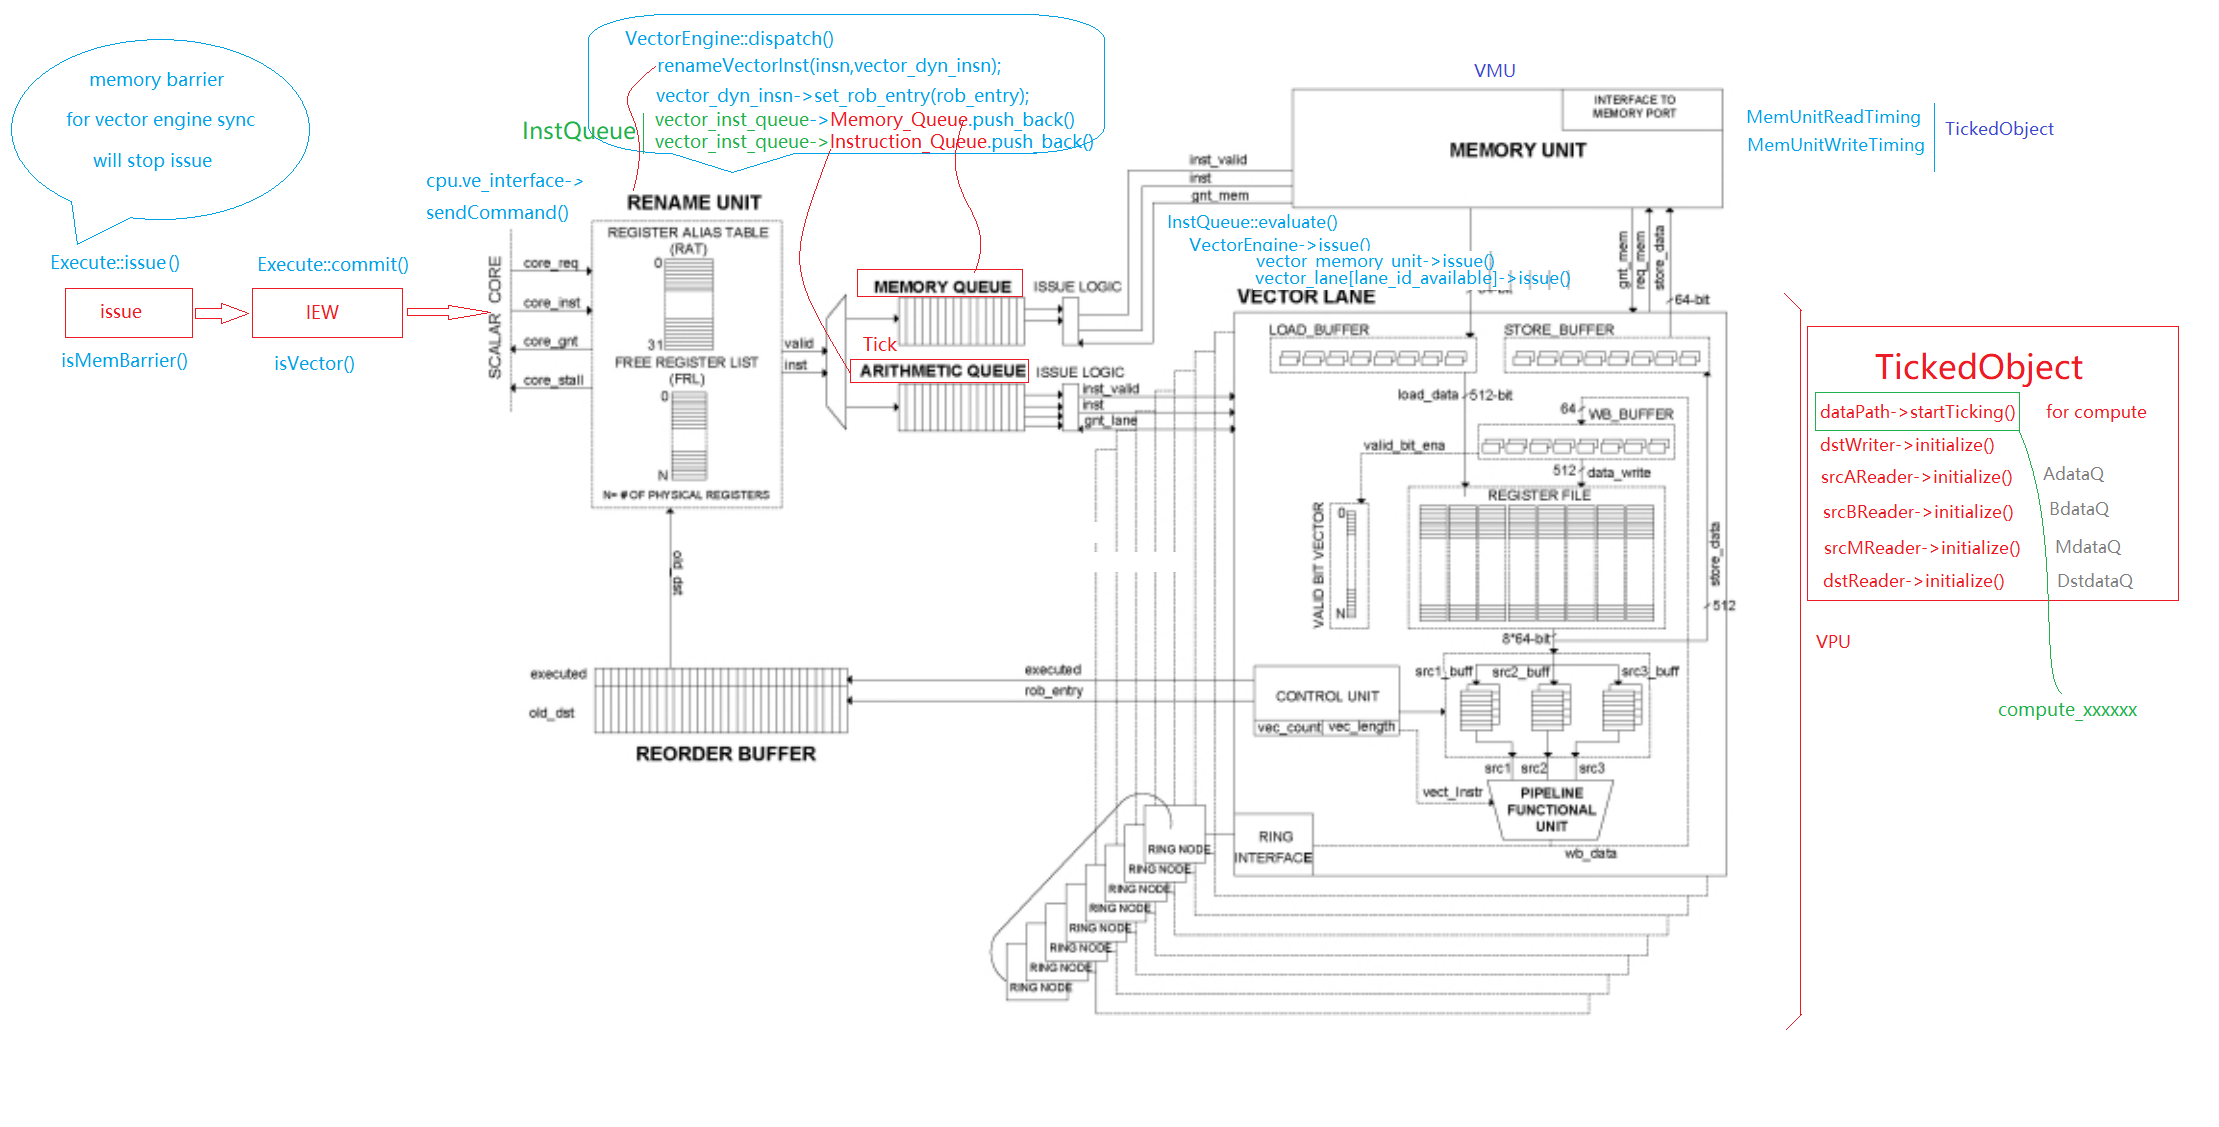 memory barrier
for vector engine sync
will stop issue
Execute::issue()
issue
isMemBarrier()
Execute::commit()
IEW
isVector()
VectorEngine::dispatch()
renameVectorInst(insn,vector_dyn_insn);
vector_dyn_insn->set_rob_entry(rob_entry);
InstQueue
vector_inst_queue->Memory_Queue.push_back()
vector_inst_queue->Instruction_Queue.push_back()
cpu.ve_interface->
sendCommand()
SCALAR CORE
core_req
core_inst
core_gnt
core_stall
RENAME UNIT
REGISTER ALIAS TABLE
(RAT)
0
31
FREE REGISTER LIST
(FRL)
0
N
N= # OF PHYSICAL REGISTERS
valid
inst
old_dst
MEMORY QUEUE
ISSUE LOGIC
Tick
ARITHMETIC QUEUE
ISSUE LOGIC
inst_valid
inst
gnt_lane
inst_valid
inst
gnt_mem
VMU
INTERFACE TO
MEMORY PORT
MEMORY UNIT
MemUnitReadTiming
MemUnitWriteTiming
TickedObject
InstQueue::evaluate()
VectorEngine->issue()
vector_memory_unit->issue()
vector_lane[lane_id_available]->issue()
gnt_mem
req_mem
store_data
64-bit
VECTOR LANE
LOAD_BUFFER
STORE_BUFFER
load_data
512-bit
64
WB_BUFFER
valid_bit_ena
512
data_write
VALID BIT VECTOR
0
N
REGISTER FILE
store_data
512
8*64-bit
src1_buff
src2_buff
src3_buff
CONTROL UNIT
vec_count
vec_length
src1
src2
src3
vect_Instr
PIPELINE
FUNCTIONAL
UNIT
wb_data
RING
INTERFACE
executed
rob_entry
executed
old_dst
REORDER BUFFER
RING NODE
RING NODE
RING NODE
RING NODE
RING NODE
RING NODE
RING NODE
RING NODE
TickedObject
dataPath->startTicking()
for compute
dstWriter->initialize()
srcAReader->initialize()
AdataQ
srcBReader->initialize()
BdataQ
srcMReader->initialize()
MdataQ
dstReader->initialize()
DstdataQ
VPU
compute_xxxxxx